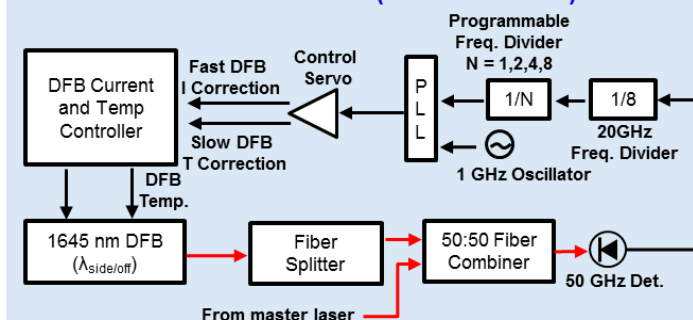 Programmable
Freq. Divider
N = 1,2,4,8
Control
Servo
Fast DFB
I Correction
DFB Current
and Temp
Controller
P
L
L
1/N
1/8
20GHz
Freq. Divider
Slow DFB
T Correction
1 GHz Oscillator
DFB
Temp.
1645 nm DFB
(λside/off)
Fiber
Splitter
50:50 Fiber
Combiner
50 GHz Det.
From master laser